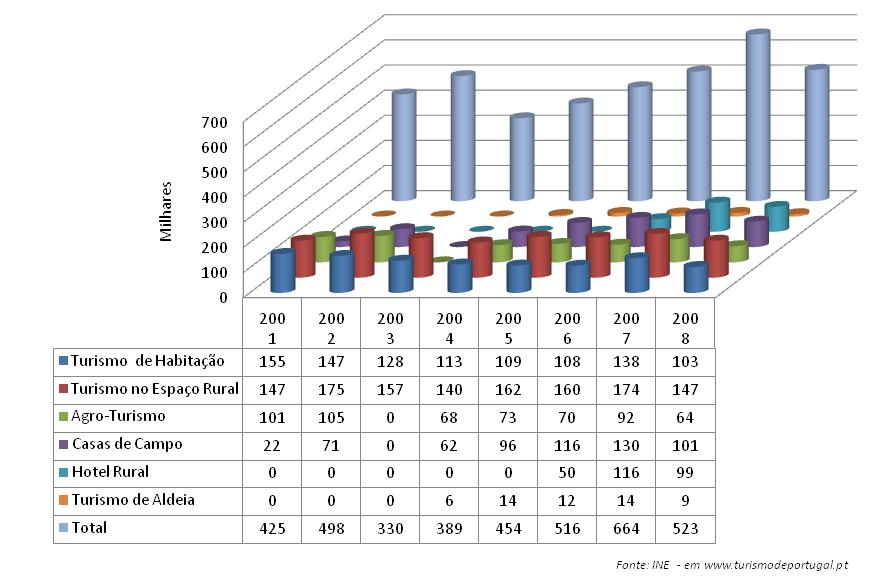 Milhares
700
600
500
400
300
200
100
0
200 200 200 200 200 200 200 200
1 2 3 4 5 6 7 8
Turismo de Habitação 155 147 128 113 109 108 138 103
Turismo no Espaço Rural 147 175 157 140 162 160 174 147
Agro-Turismo 101 105 0 68 73 70 92 64
Casas de Campo 22 71 0 62 96 116 130 101
Hotel Rural 0 0 0 0 0 50 116 99
Turismo de Aldeia 0 0 0 6 14 12 14 9
Total 425 498 330 389 454 516 664 523
Fonte: INE - em www.turismodeportugal.pt